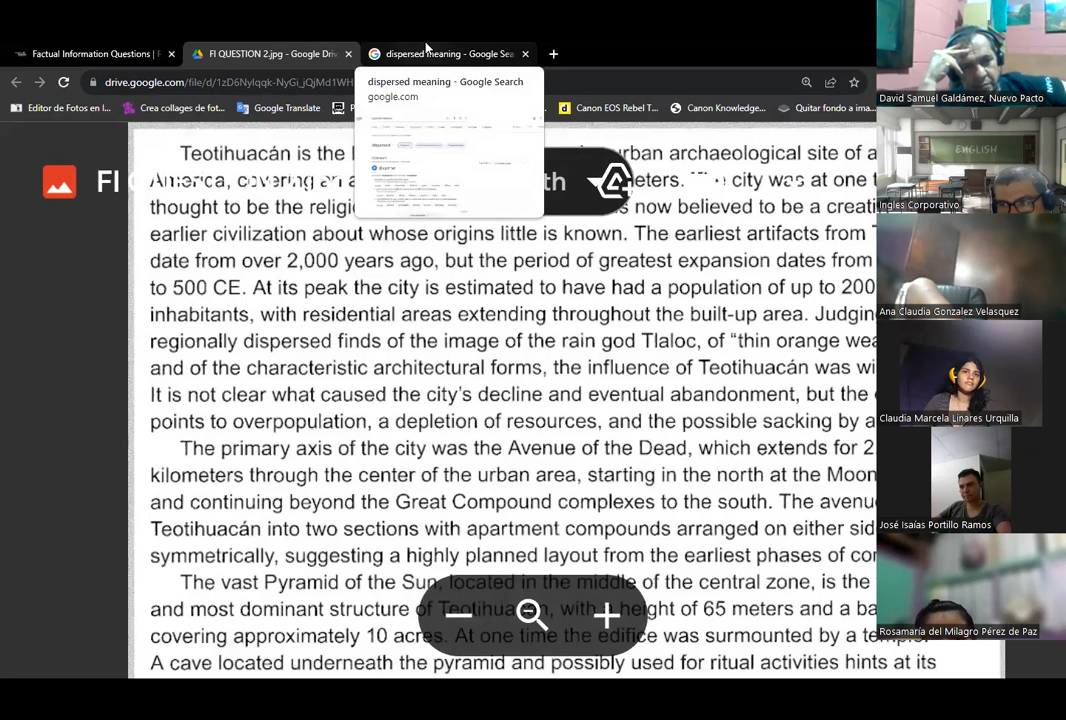 Factual Information Questions | F
FI QUESTION 2.jpg - Google Driv
dispersed meaning - Google Sea
drive.google.com/file/d/1zD6NyIqqk-NyGi_jQjMd1WH
dispersed meaning - Google Search
google.com
Editor de Fotos en l...
Crea collages de fot...
Google Translate
Canon EOS Rebel T...
Canon Knowledge...
Quitar fondo a ima...
FI
Teotihuacán is the
urban archaeological site of a
America, covering an a
eters.
city was at one
thought to be the religie
s now believed to be a creati
earlier civilization about whose origins little is known. The earliest artifacts from
date from over 2,000 years ago, but the period of greatest expansion dates from
to 500 CE. At its peak the city is estimated to have had a population of up to 200
inhabitants, with residential areas extending throughout the built-up area. Judgin
regionally dispersed finds of the image of the rain god Tlaloc, of “thin orange wea
and of the characteristic architectural forms, the influence of Teotihuacán was wi
It is not clear what caused the city’s decline and eventual abandonment, but the
points to overpopulation, a depletion of resources, and the possible sacking by a
The primary axis of the city was the Avenue of the Dead, which extends for 2
kilometers through the center of the urban area, starting in the north at the Moon
and continuing beyond the Great Compound complexes to the south. The avenu
Teotihuacán into two sections with apartment compounds arranged on either sid
symmetrically, suggesting a highly planned layout from the earliest phases of cor
The vast Pyramid of the Sun, located in the middle of the central zone, is the
and most dominant structure of Teotihuacán, with a height of 65 meters and a ba
covering approximately 10 acres. At one time the edifice was surmounted by a temple.
A cave located underneath the pyramid and possibly used for ritual activities hints at its
David Samuel Galdámez, Nuevo Pacto
ENGLISH
Ingles Corporativo
Ana Claudia Gonzalez Velasquez
Claudia Marcela Linares Urquilla
José Isaías Portillo Ramos
Rosamaría del Milagro Pérez de Paz